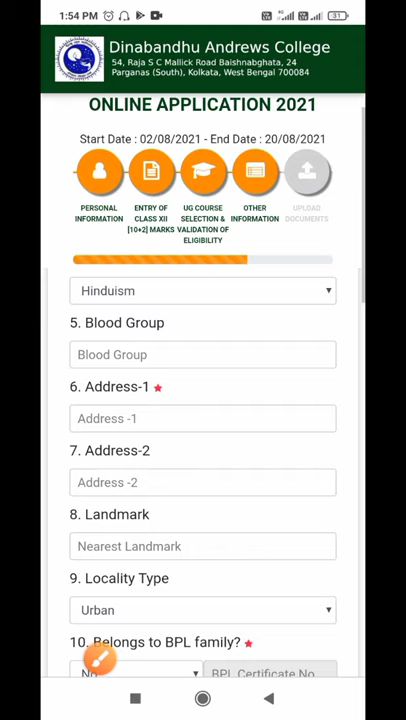 1:54 PM
4G
31
Dinabandhu Andrews College
54, Raja S C Mallick Road Baishnabghata, 24
Parganas (South), Kolkata, West Bengal 700084
ONLINE APPLICATION 2021
Start Date : 02/08/2021 - End Date : 20/08/2021
PERSONAL INFORMATION
ENTRY OF CLASS XII [10+2] MARKS
UG COURSE SELECTION & VALIDATION OF ELIGIBILITY
OTHER INFORMATION
UPLOAD DOCUMENTS
Hinduism
5. Blood Group
Blood Group
6. Address-1
Address -1
7. Address-2
Address -2
8. Landmark
Nearest Landmark
9. Locality Type
Urban
10. Belongs to BPL family?
No
BPL Certificate No